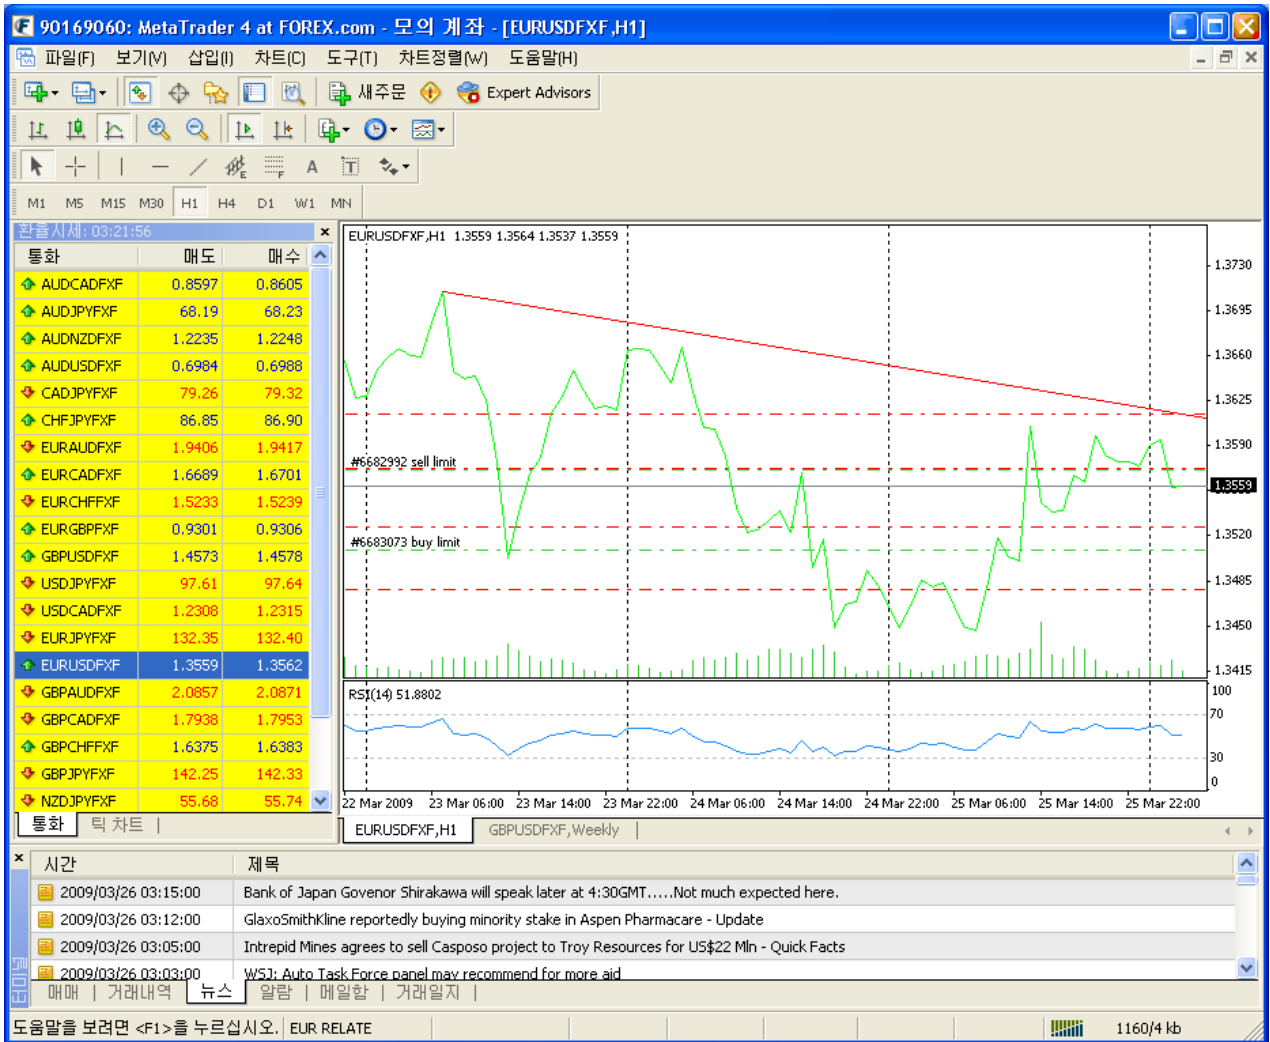 90169060: MetaTrader 4 at FOREX.com - 모의 계좌 - [EURUSDFXF,H1]
파일(F) 보기(V) 삽입(I) 차트(C) 도구(T) 차트정렬(W) 도움말(H)
새주문 Expert Advisors
A T
M1 M5 M15 M30 H1 H4 D1 W1 MN
환율시세: 03:21:56
통화 매도 매수
AUDCADFXF 0.8597 0.8605
AUDJPYFXF 68.19 68.23
AUDNZDFXF 1.2235 1.2248
AUDUSDFXF 0.6984 0.6988
CADJPYFXF 79.26 79.32
CHFJPYFXF 86.85 86.90
EURAUDFXF 1.9406 1.9417
EURCADFXF 1.6689 1.6701
EURCHFFXF 1.5233 1.5239
EURGBPFXF 0.9301 0.9306
GBPUSDFXF 1.4573 1.4578
USDJPYFXF 97.61 97.64
USDCADFXF 1.2308 1.2315
EURJPYFXF 132.35 132.40
EURUSDFXF 1.3559 1.3562
GBPAUDFXF 2.0857 2.0871
GBPCADFXF 1.7938 1.7953
GBPCHFFXF 1.6375 1.6383
GBPJPYFXF 142.25 142.33
NZDJPYFXF 55.68 55.74
통화 틱 차트
EURUSDFXF,H1 1.3559 1.3564 1.3537 1.3559
1.3730
1.3695
1.3660
1.3625
1.3590
#6682992 sell limit
1.3559
1.3520
#6683073 buy limit
1.3485
1.3450
1.3415
RSI(14) 51.8802
100
70
30
0
22 Mar 2009 23 Mar 06:00 23 Mar 14:00 23 Mar 22:00 24 Mar 06:00 24 Mar 14:00 24 Mar 22:00 25 Mar 06:00 25 Mar 14:00 25 Mar 22:00
EURUSDFXF,H1 GBPUSDFXF,Weekly
시간 제목
2009/03/26 03:15:00 Bank of Japan Govenor Shirakawa will speak later at 4:30GMT.....Not much expected here.
2009/03/26 03:12:00 GlaxoSmithKline reportedly buying minority stake in Aspen Pharmacare - Update
2009/03/26 03:05:00 Intrepid Mines agrees to sell Casposo project to Troy Resources for US$22 Mln - Quick Facts
2009/03/26 03:03:00 WSJ: Auto Task Force panel may recommend for more aid
매매 거래내역 뉴스 알람 메일함 거래일지
도움말을 보려면 <F1>을 누르십시오. EUR RELATE 1160/4 kb